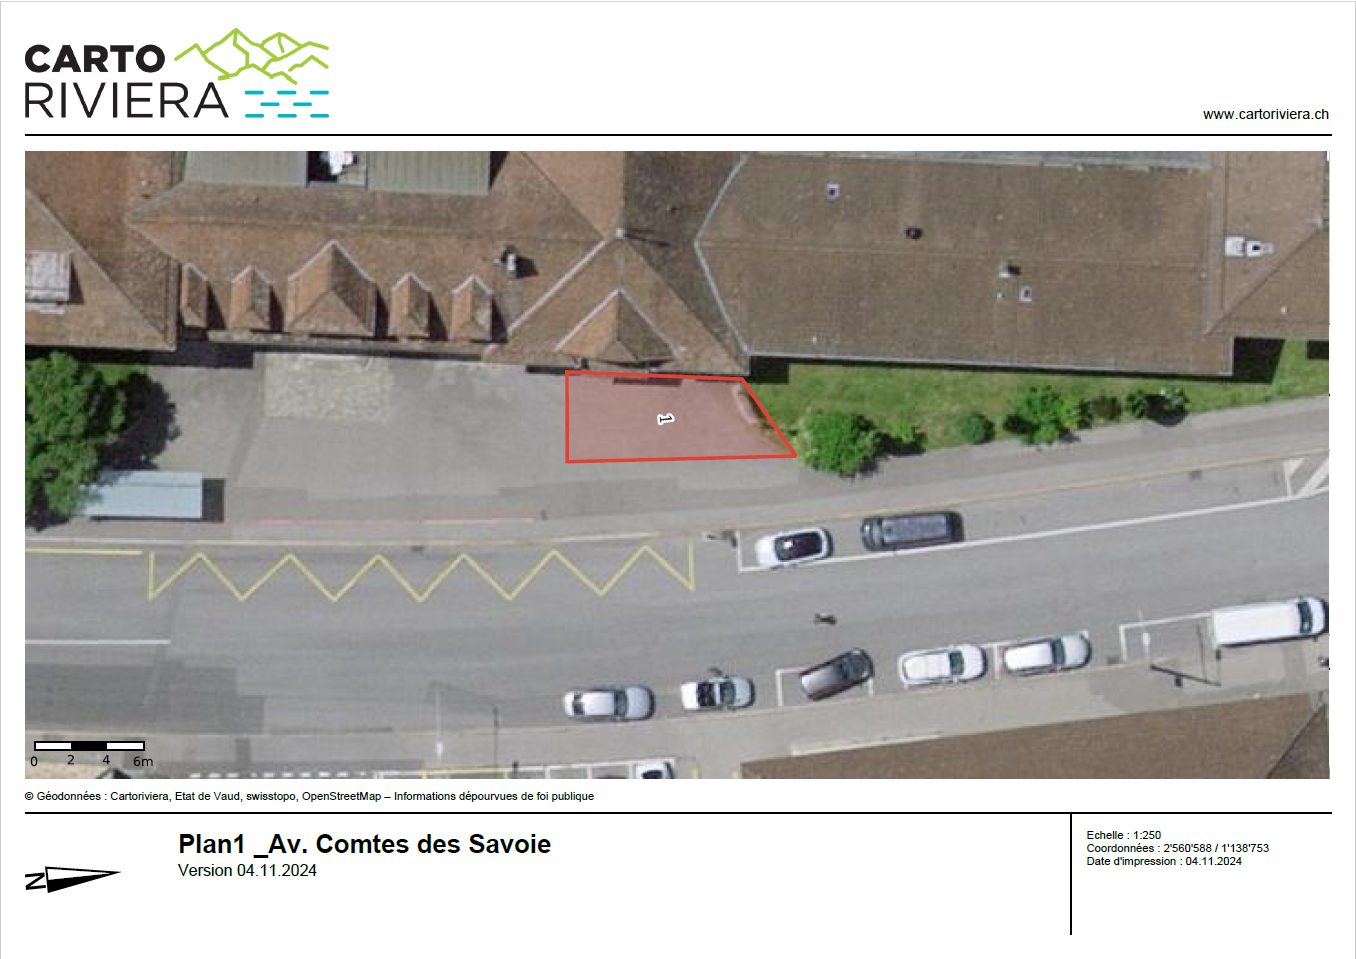 CARTO
RIVIERA
www.cartoriviera.ch
1
0 2 4 6m
© Géodonnées : Cartoriviera, Etat de Vaud, swisstopo, OpenStreetMap – Informations dépourvues de foi publique
Plan1 _Av. Comtes des Savoie
Version 04.11.2024
Echelle : 1:250
Coordonnées : 2'560'588 / 1'138'753
Date d'impression : 04.11.2024
N